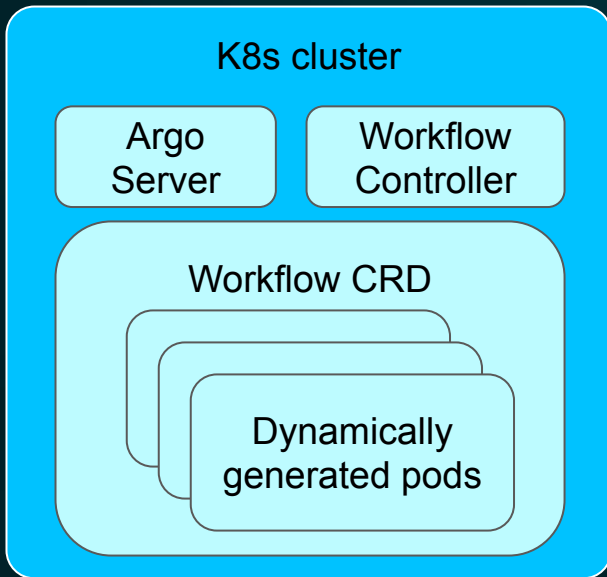 K8s cluster
Argo
Server
Workflow
Controller
Workflow CRD
Dynamically
generated pods